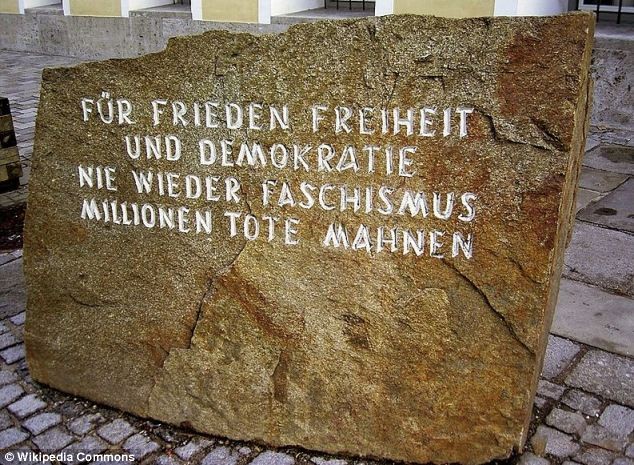 FÜR FRIEDEN FREIHEIT
UND DEMOKRATIE
NIE WIEDER FASCHISMUS
MILLIONEN TOTE MAHNEN
© Wikipedia Commons